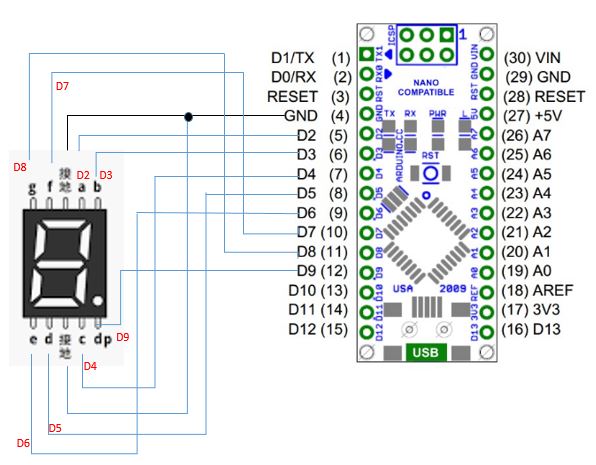 ICSP
1
D1/TX (1)
D0/RX (2)
RESET (3)
GND (4)
D2 (5)
D3 (6)
D4 (7)
D5 (8)
D6 (9)
D7 (10)
D8 (11)
D9 (12)
D10 (13)
D11 (14)
D12 (15)
TX1
RX0
RST
GND
D2
D3
D4
D5
D6
D7
D8
D9
D10
D11
D12
NANO
COMPATIBLE
TX RX PWR L
ARDUINO.CC
RST
USA 2009
USB
VIN
GND
RST
5V
A7
A6
A5
A4
A3
A2
A1
A0
REF
3V3
D13
(30) VIN
(29) GND
(28) RESET
(27) +5V
(26) A7
(25) A6
(24) A5
(23) A4
(22) A3
(21) A2
(20) A1
(19) A0
(18) AREF
(17) 3V3
(16) D13
D7
D8 D2 D3
g f 接地 a b
e d 接地 c dp
D9
D4
D5
D6